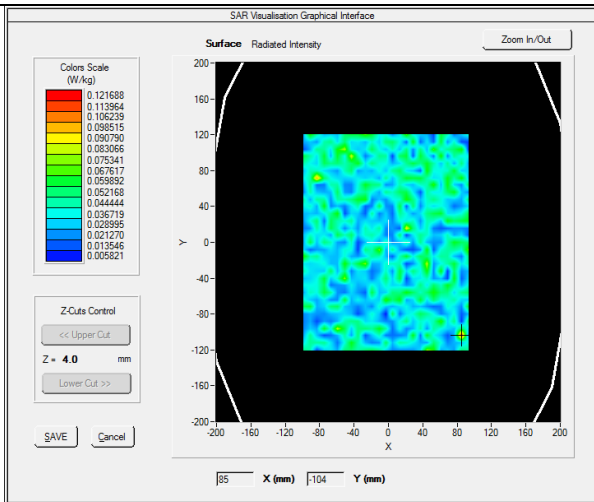 SAR Visualisation Graphical Interface
Surface Radiated Intensity
Zoom In/Out
Colors Scale
(W/kg)
0.121688
0.113964
0.106239
0.098515
0.090790
0.083066
0.075341
0.067617
0.059892
0.052168
0.044444
0.036719
0.028995
0.021270
0.013546
0.005821
Z-Cuts Control
<< Upper Cut
Z = 4.0 mm
Lower Cut >>
SAVE Cancel
Y
200
160
120
80
40
0
-40
-80
-120
-160
-200
-200 -160 -120 -80 -40 0 40 80 120 160 200
X
85 X (mm) -104 Y (mm)